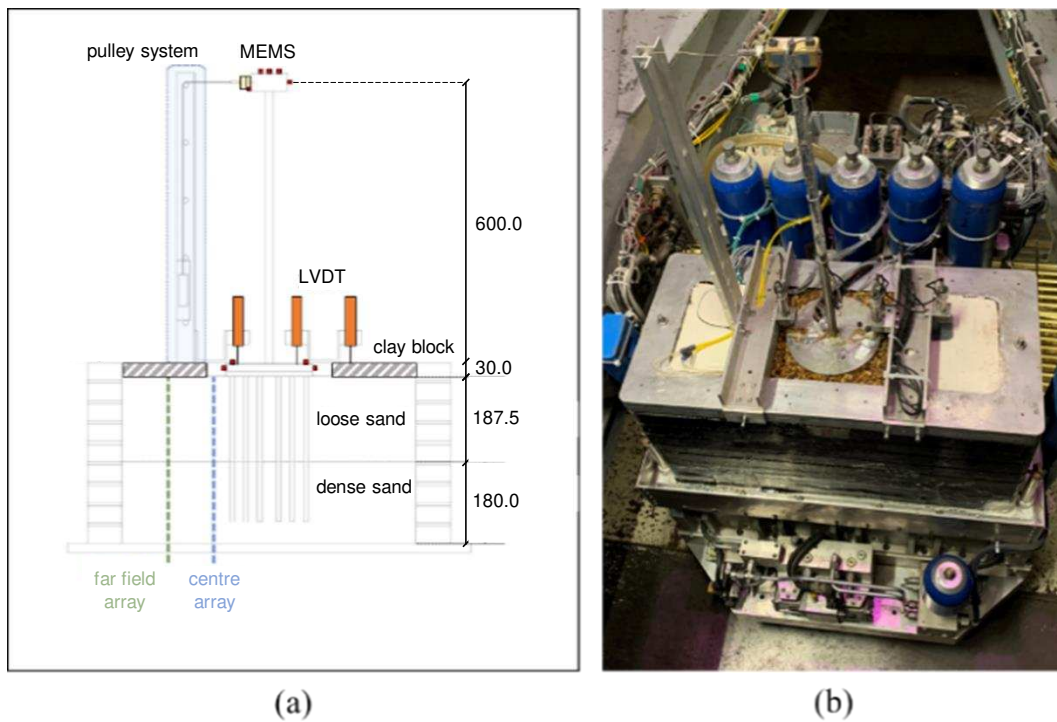 pulley system
MEMS
600.0
LVDT
clay block
30.0
loose sand
187.5
dense sand
180.0
far field
array
centre
array
(a)
(b)